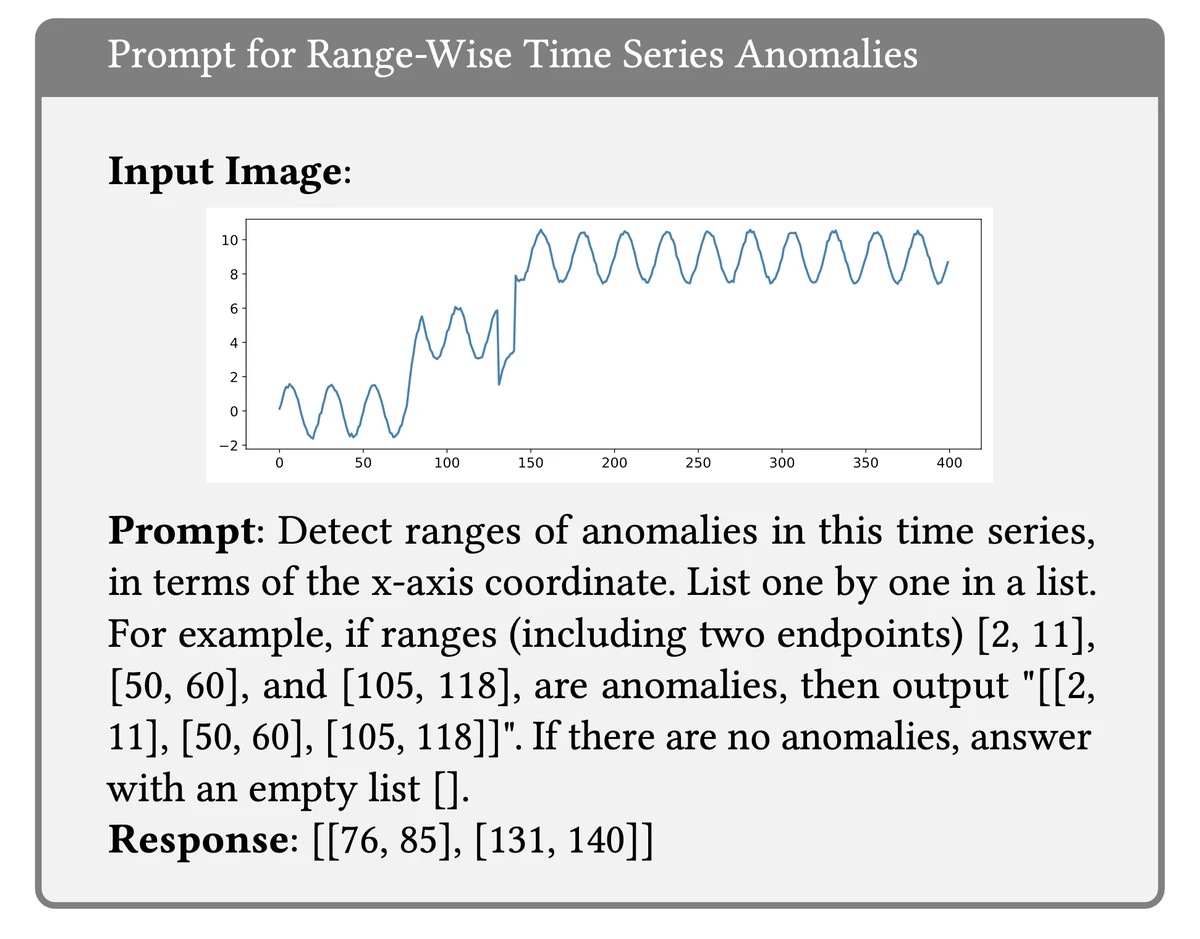 Prompt for Range-Wise Time Series Anomalies
Input Image:
10
8
6
4
2
0
−2
0 50 100 150 200 250 300 350 400
Prompt: Detect ranges of anomalies in this time series,
in terms of the x-axis coordinate. List one by one in a list.
For example, if ranges (including two endpoints) [2, 11],
[50, 60], and [105, 118], are anomalies, then output "[[2,
11], [50, 60], [105, 118]]". If there are no anomalies, answer
with an empty list [].
Response: [[76, 85], [131, 140]]